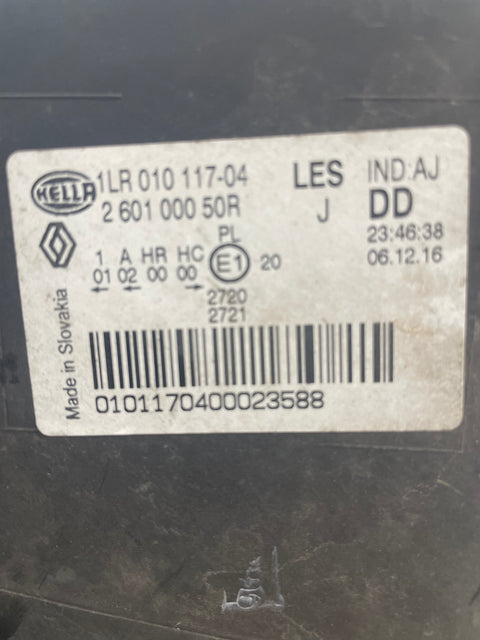 HELLA
1LR 010 117-04
LES
IND:AJ
2 601 000 50R
J
DD
PL
23:46:38
1 A HR HC
E1
20
06.12.16
01 02 00 00
2720
2721
Made in Slovakia
0101170400023588